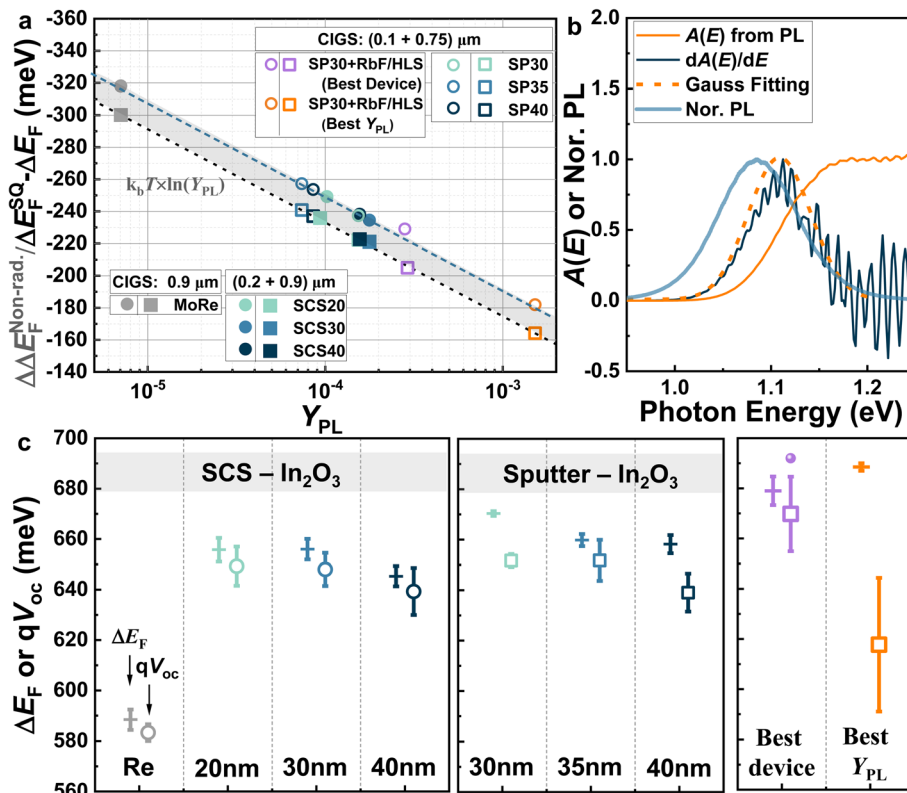 a
ΔΔE_F^Non-rad./ΔE_F^SQ-ΔE_F (meV)
-360
-340
-320
-300
-260
-240
-220
-200
-180
-160
-140
10^-5
10^-4
10^-3
Y_PL
CIGS: (0.1 + 0.75) μm
SP30+RbF/HLS
(Best Device)
SP30+RbF/HLS
(Best Y_PL)
SP30
SP35
SP40
k_bT×ln(Y_PL)
CIGS: 0.9 μm
MoRe
(0.2 + 0.9) μm
SCS20
SCS30
SCS40
b
A(E) or Nor. PL
A(E) from PL
dA(E)/dE
Gauss Fitting
Nor. PL
1.0
0.5
0.0
-0.5
1.0
1.1
1.2
Photon Energy (eV)
c
ΔE_F or qV_oc (meV)
700
680
660
640
620
600
580
560
SCS – In₂O₃
ΔE_F
qV_oc
Re
20nm
30nm
40nm
Sputter – In₂O₃
30nm
35nm
40nm
Best
device
Best
Y_PL